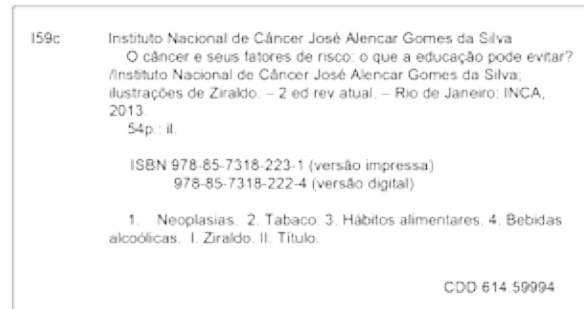 I59c Instituto Nacional de Câncer José Alencar Gomes da Silva
O câncer e seus fatores de risco: o que a educação pode evitar?
/Instituto Nacional de Câncer José Alencar Gomes da Silva;
ilustrações de Ziraldo. – 2 ed rev atual. – Rio de Janeiro: INCA,
2013.
54p.: il.
ISBN 978-85-7318-223-1 (versão impressa)
978-85-7318-222-4 (versão digital)
1. Neoplasias. 2. Tabaco. 3. Hábitos alimentares. 4. Bebidas
alcoólicas. I. Ziraldo. II. Título.
CDD 614.59994